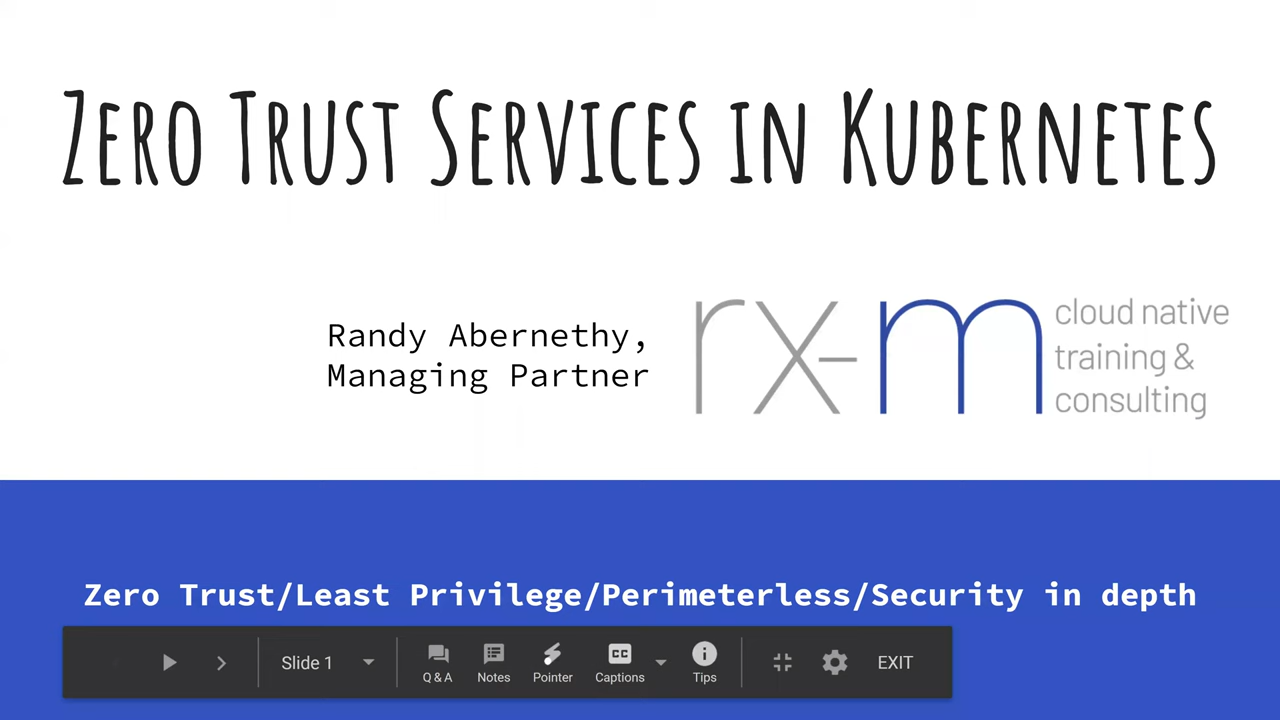 Zero Trust Services in Kubernetes
Randy Abernethy,
Managing Partner
rx-m
cloud native
training &
consulting
Zero Trust/Least Privilege/Perimeterless/Security in depth
Slide 1
Q & A
Notes
Pointer
CC
Captions
Tips
EXIT